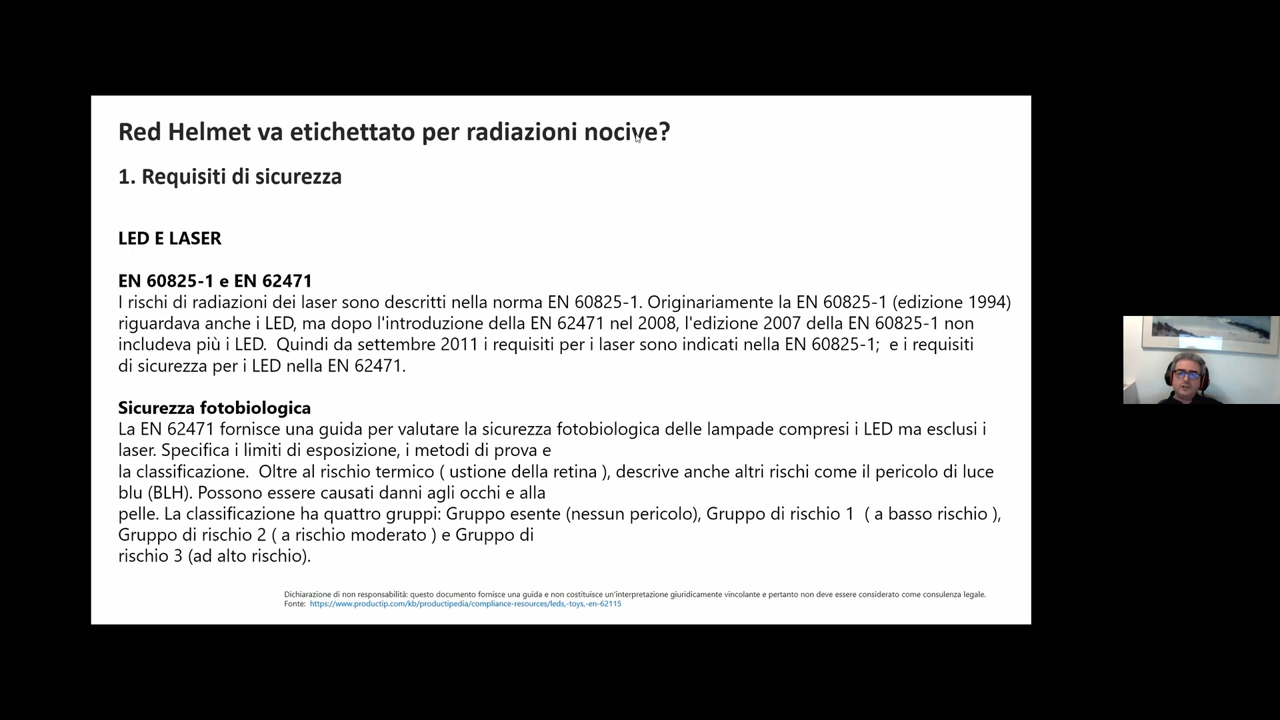 Red Helmet va etichettato per radiazioni nocive?
1. Requisiti di sicurezza
LED E LASER
EN 60825-1 e EN 62471
I rischi di radiazioni dei laser sono descritti nella norma EN 60825-1. Originariamente la EN 60825-1 (edizione 1994)
riguardava anche i LED, ma dopo l'introduzione della EN 62471 nel 2008, l'edizione 2007 della EN 60825-1 non
includeva più i LED.  Quindi da settembre 2011 i requisiti per i laser sono indicati nella EN 60825-1;  e i requisiti
di sicurezza per i LED nella EN 62471.
Sicurezza fotobiologica
La EN 62471 fornisce una guida per valutare la sicurezza fotobiologica delle lampade compresi i LED ma esclusi i
laser. Specifica i limiti di esposizione, i metodi di prova e
la classificazione.  Oltre al rischio termico ( ustione della retina ), descrive anche altri rischi come il pericolo di luce
blu (BLH). Possono essere causati danni agli occhi e alla
pelle. La classificazione ha quattro gruppi: Gruppo esente (nessun pericolo), Gruppo di rischio 1  ( a basso rischio ),
Gruppo di rischio 2 ( a rischio moderato ) e Gruppo di
rischio 3 (ad alto rischio).
Dichiarazione di non responsabilità: questo documento fornisce una guida e non costituisce un'interpretazione giuridicamente vincolante e pertanto non deve essere considerato come consulenza legale.
Fonte:  https://www.productip.com/kb/productipedia/compliance-resources/leds,-toys,-en-62115